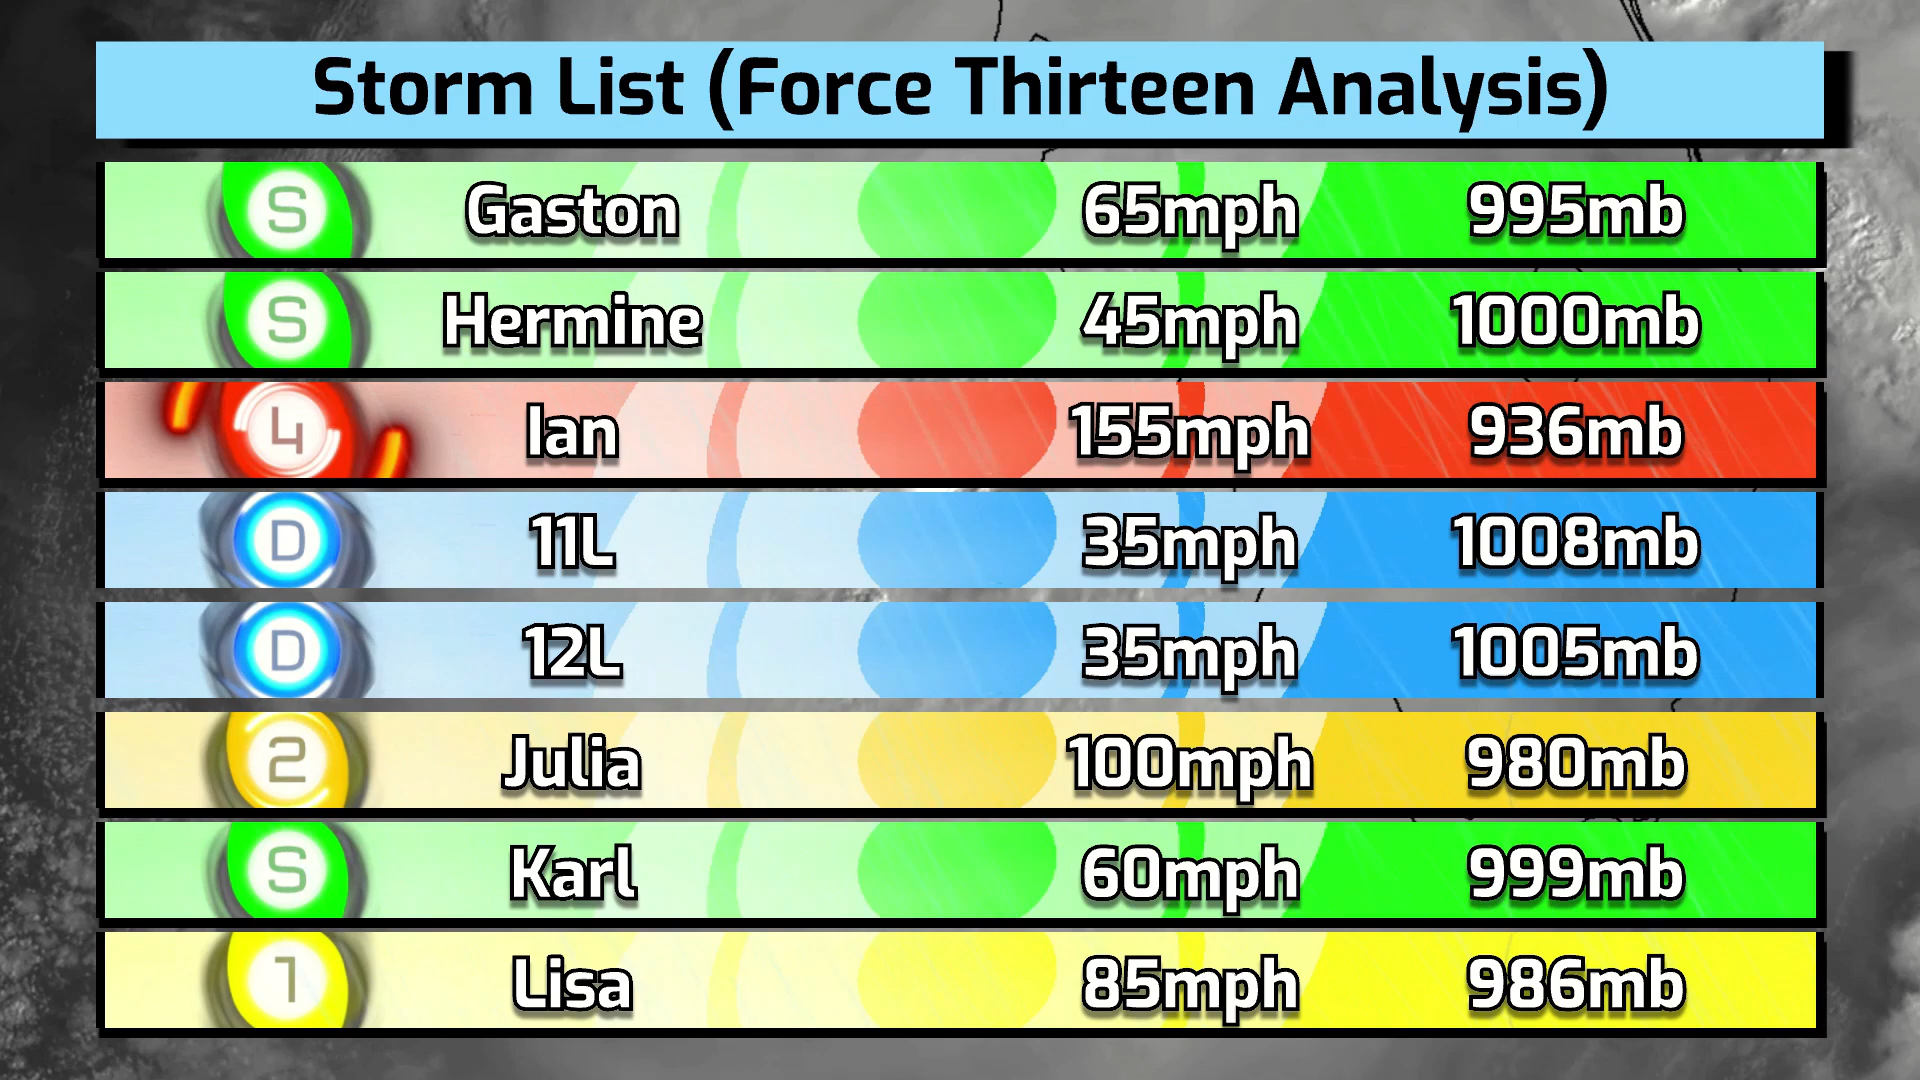 Storm List (Force Thirteen Analysis)
S Gaston 65mph 995mb
S Hermine 45mph 1000mb
4 Ian 155mph 936mb
D 11L 35mph 1008mb
D 12L 35mph 1005mb
2 Julia 100mph 980mb
S Karl 60mph 999mb
1 Lisa 85mph 986mb